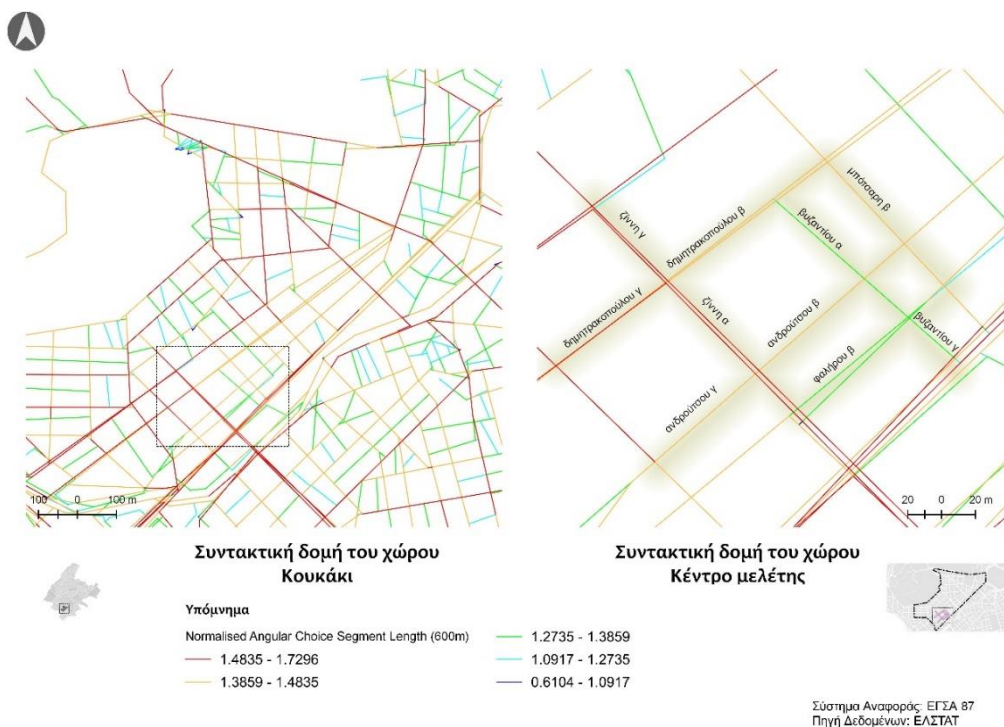 ζίννη γ
δημητρακοπούλου β
μπότσαρη β
βυζαντίου α
δημητρακοπούλου γ
ζίννη α
ανδρούτσου β
βυζαντίου γ
φαλήρου β
ανδρούτσου γ
100 0 100 m
20 0 20 m
Συντακτική δομή του χώρου
Κουκάκι
Συντακτική δομή του χώρου
Κέντρο μελέτης
Υπόμνημα
Normalised Angular Choice Segment Length (600m)
1.4835 - 1.7296
1.3859 - 1.4835
1.2735 - 1.3859
1.0917 - 1.2735
0.6104 - 1.0917
Σύστημα Αναφοράς: ΕΓΣΑ 87
Πηγή Δεδομένων: ΕΛΣΤΑΤ